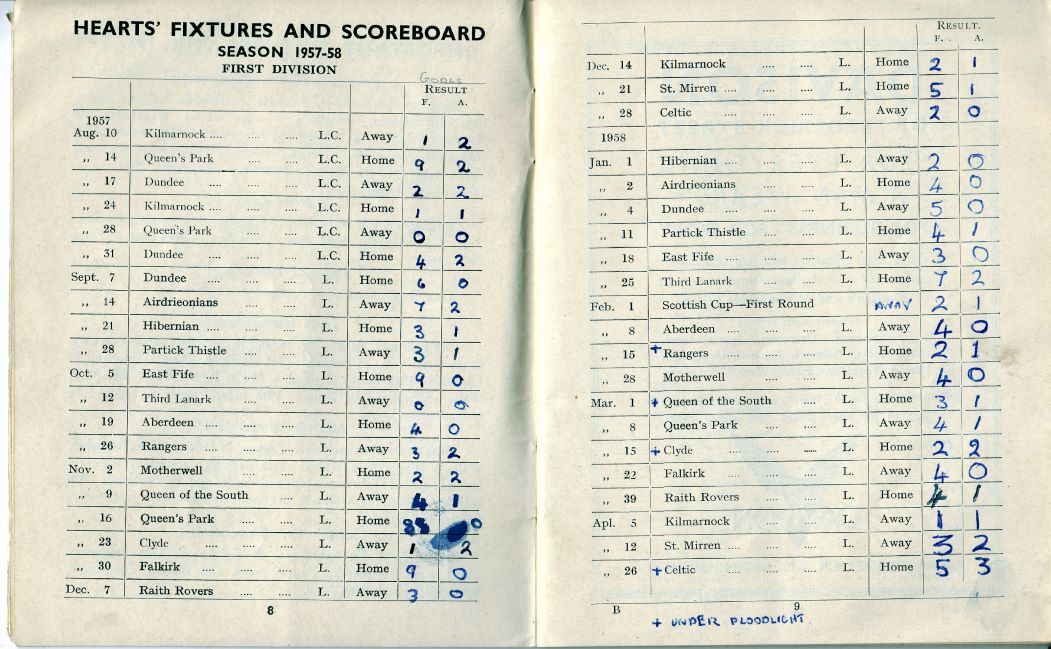 HEARTS' FIXTURES AND SCOREBOARD
SEASON 1957-58
FIRST DIVISION
GOALS
RESULT
F. A.
1957
Aug. 10 Kilmarnock .... .... .... L.C. Away 1 2
„ 14 Queen's Park .... .... L.C. Home 9 2
„ 17 Dundee .... .... .... L.C. Away 2 2
„ 24 Kilmarnock .... .... .... L.C. Home 1 1
„ 28 Queen's Park .... .... L.C. Away 0 0
„ 31 Dundee .... .... .... L.C. Home 4 2
Sept. 7 Dundee .... .... .... L. Home 6 0
„ 14 Airdrieonians .... .... L. Away 7 2
„ 21 Hibernian .... .... .... L. Home 3 1
„ 28 Partick Thistle .... .... L. Away 3 1
Oct. 5 East Fife .... .... .... L. Home 9 0
„ 12 Third Lanark .... .... L. Away 0 0
„ 19 Aberdeen .... .... .... L. Home 4 0
„ 26 Rangers .... .... .... L. Away 3 2
Nov. 2 Motherwell .... .... L. Home 2 2
„ 9 Queen of the South .... L. Away 4 1
„ 16 Queen's Park .... .... L. Home 8 0
„ 23 Clyde .... .... .... L. Away 1 2
„ 30 Falkirk .... .... .... L. Home 9 0
Dec. 7 Raith Rovers .... .... L. Away 3 0
8
RESULT.
F. A.
Dec. 14 Kilmarnock .... .... L. Home 2 1
„ 21 St. Mirren .... .... L. Home 5 1
„ 28 Celtic .... .... L. Away 2 0
1958
Jan. 1 Hibernian .... .... L. Away 2 0
„ 2 Airdrieonians .... .... L. Home 4 0
„ 4 Dundee .... .... L. Away 5 0
„ 11 Partick Thistle .... .... L. Home 4 1
„ 18 East Fife .... .... L. Away 3 0
„ 25 Third Lanark .... .... L. Home 7 2
Feb. 1 Scottish Cup—First Round AWAY 2 1
„ 8 Aberdeen .... .... L. Away 4 0
„ 15 + Rangers .... .... L. Home 2 1
„ 28 Motherwell .... .... L. Away 4 0
Mar. 1 + Queen of the South .... L. Home 3 1
„ 8 Queen's Park .... .... L. Away 4 1
„ 15 + Clyde .... .... L. Home 2 2
„ 22 Falkirk .... .... L. Away 4 0
„ 39 Raith Rovers .... .... L. Home 4 1
Apl. 5 Kilmarnock .... .... L. Away 1 1
„ 12 St. Mirren .... .... L. Away 3 2
„ 26 + Celtic .... .... .... L. Home 5 3
B 9
+ UNDER FLOODLIGHT